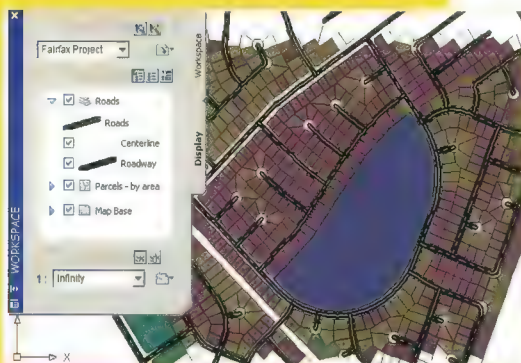 Fairfax Project
Workspace
Roads
Roads
Centerline
Roadway
Parcels - by area
Map Base
Display
WORKSPACE
1: Infinity
X